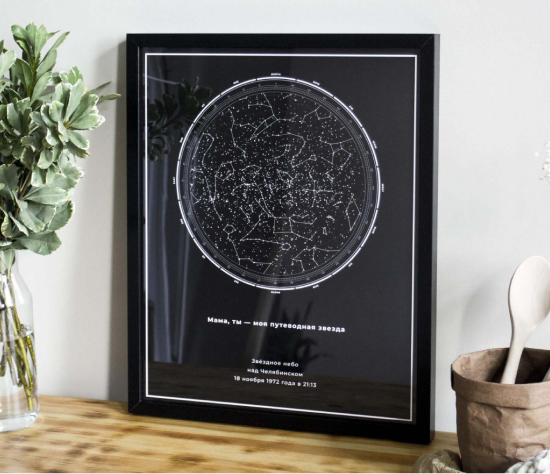 Мама, ты — моя путеводная звезда
Звёздное небо
над Челябинском
18 ноября 1972 года в 21:13